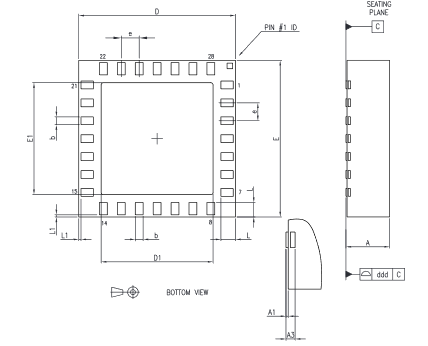 SEATING
PLANE
D
C
e
PIN #1 ID
22
28
21
1
e
E1
b
E
15
7
L
14
8
L1
L1
b
L
D1
A
ddd C
BOTTOM VIEW
A1
A3